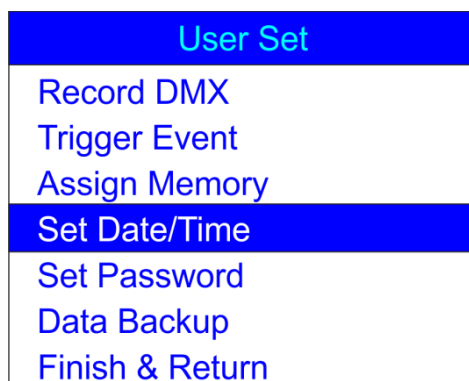 User Set
Record DMX
Trigger Event
Assign Memory
Set Date/Time
Set Password
Data Backup
Finish & Return